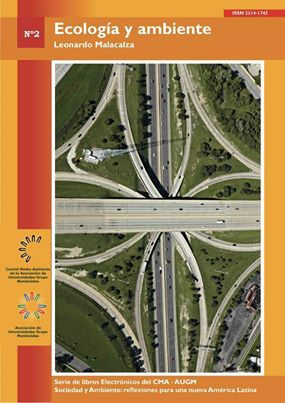 ISSN 2314-1743
Nº2
Ecología y ambiente
Leonardo Malacalza
Comité Medio Ambiente
de la Asociación de
Universidades Grupo
Montevideo
Asociación de
Universidades Grupo
Montevideo
Serie de libros Electrónicos del CMA - AUGM
Sociedad y Ambiente: reflexiones para una nueva América Latina